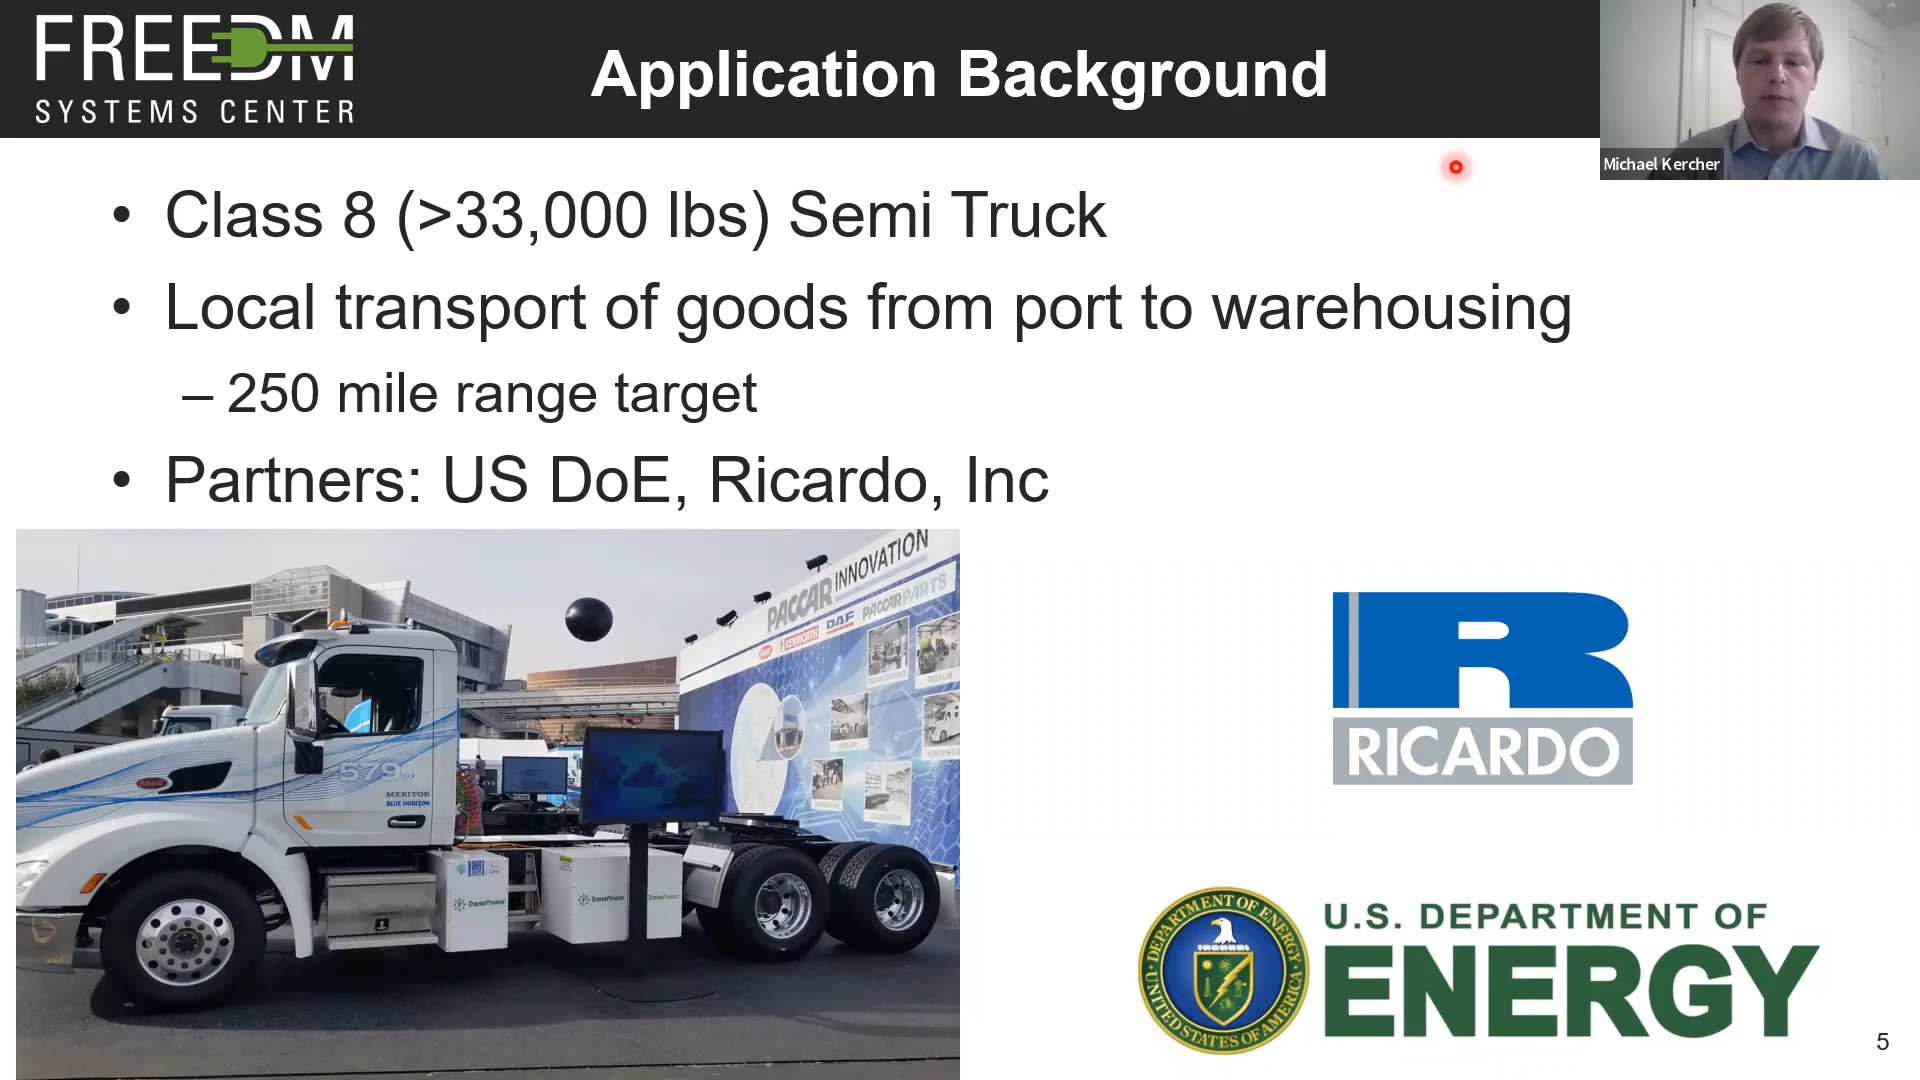 FREEDM
SYSTEMS CENTER
Application Background
Michael Kercher
• Class 8 (>33,000 lbs) Semi Truck
• Local transport of goods from port to warehousing
– 250 mile range target
• Partners: US DoE, Ricardo, Inc
PACCAR INNOVATION
KENWORTH DAF PACCAR PARTS
579
MERITOR
BLUE HORIZON
Peterbilt
TransPower
TransPower
TransPower
RICARDO
DEPARTMENT OF ENERGY
UNITED STATES OF AMERICA
U.S. DEPARTMENT OF
ENERGY
5